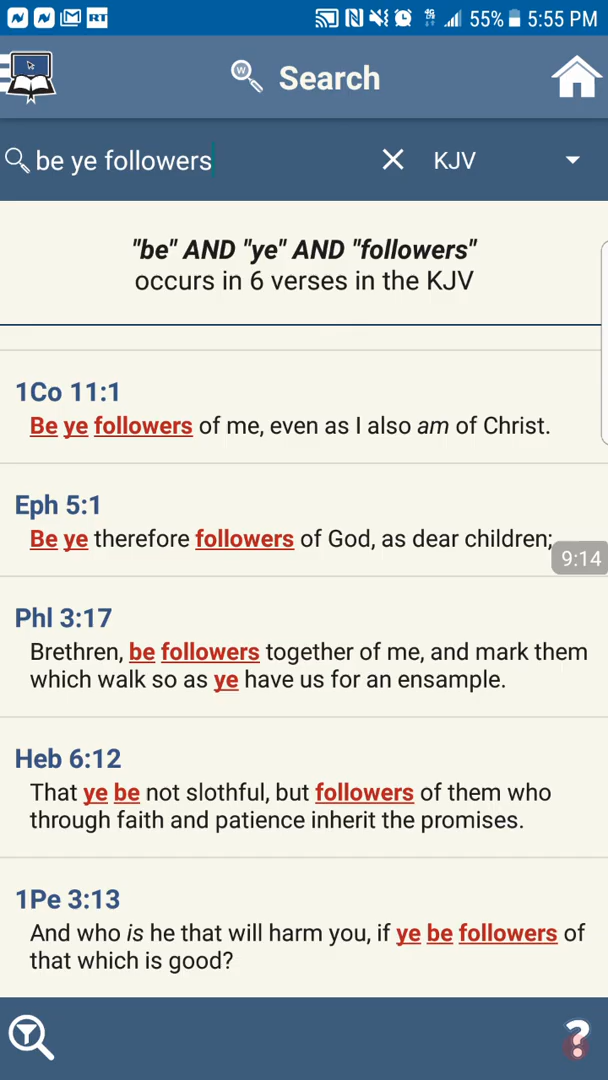 RT 4G 55% 5:55 PM
W Search
be ye followers KJV
"be" AND "ye" AND "followers"
occurs in 6 verses in the KJV
1Co 11:1
Be ye followers of me, even as I also am of Christ.
Eph 5:1
Be ye therefore followers of God, as dear children;
9:14
Phl 3:17
Brethren, be followers together of me, and mark them
which walk so as ye have us for an ensample.
Heb 6:12
That ye be not slothful, but followers of them who
through faith and patience inherit the promises.
1Pe 3:13
And who is he that will harm you, if ye be followers of
that which is good?
?